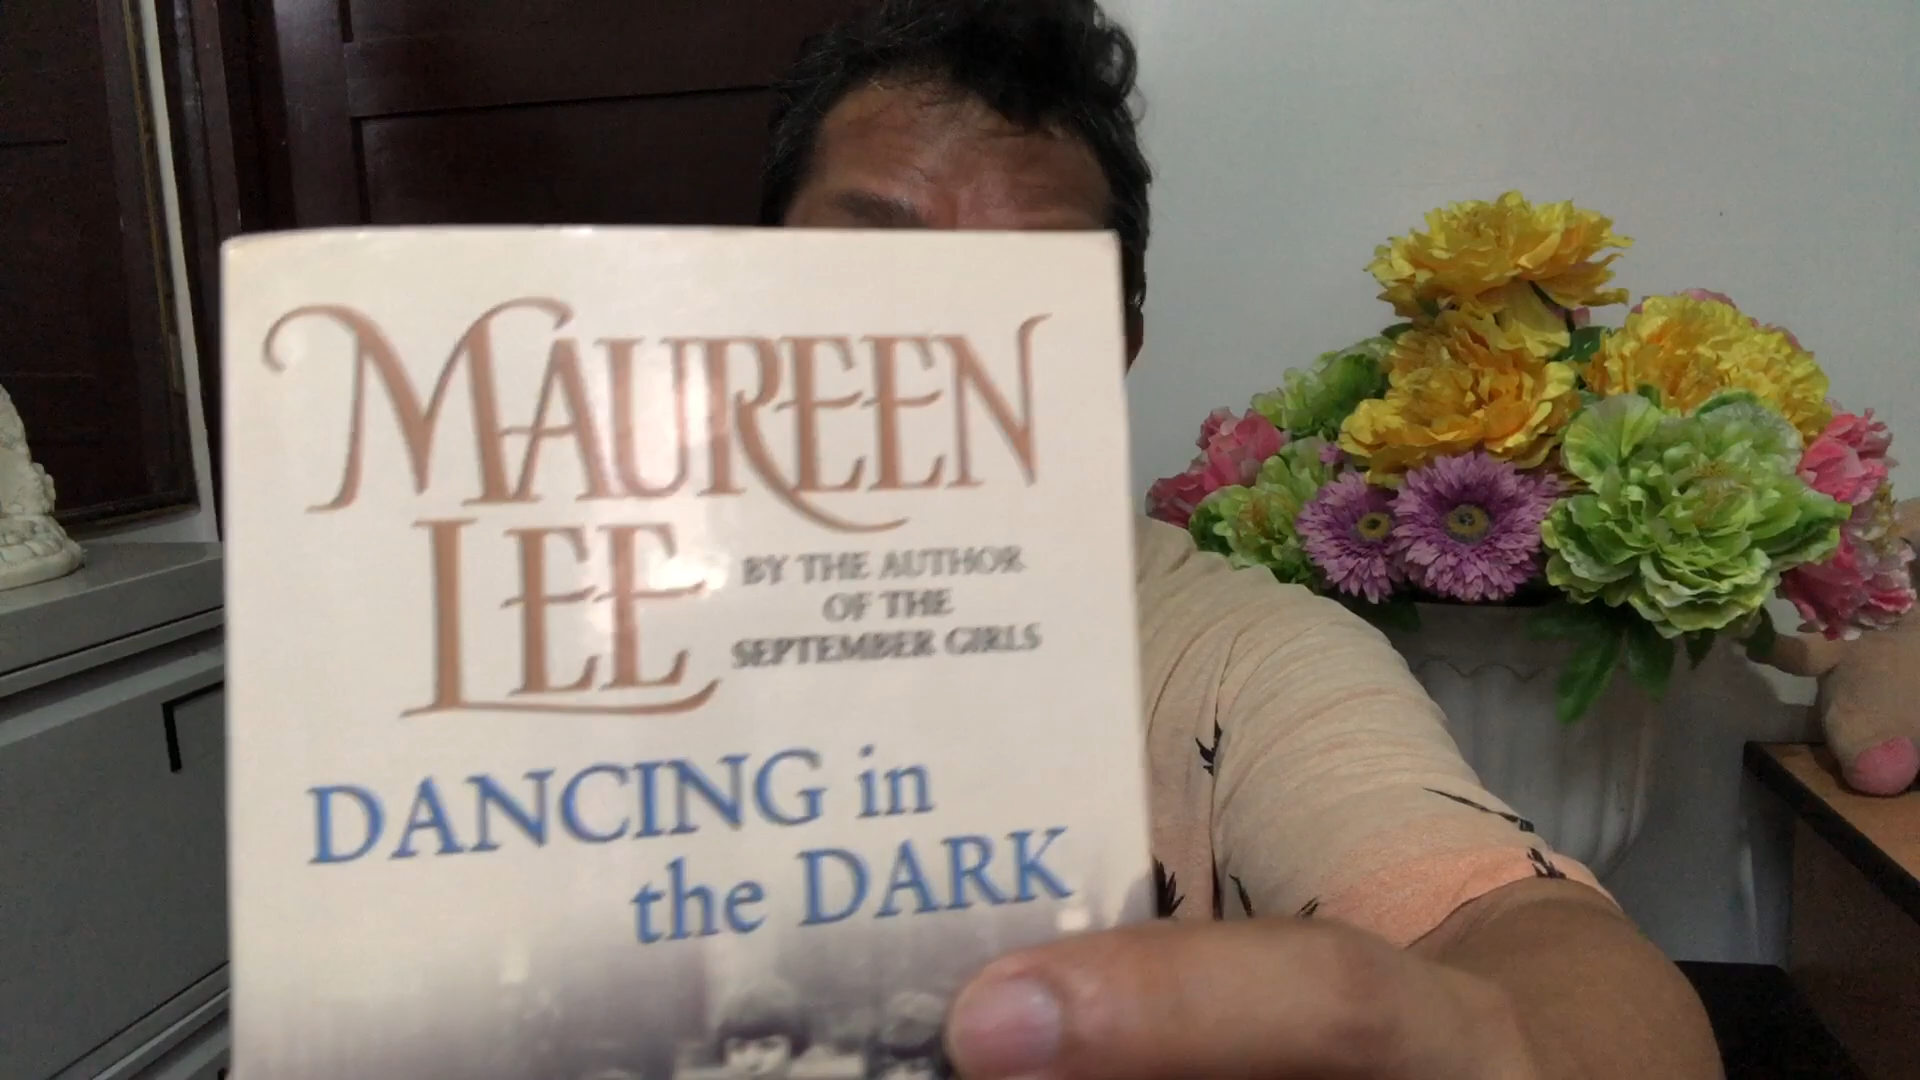 MAUREEN
LEE
BY THE AUTHOR
OF THE
SEPTEMBER GIRLS
DANCING in
the DARK